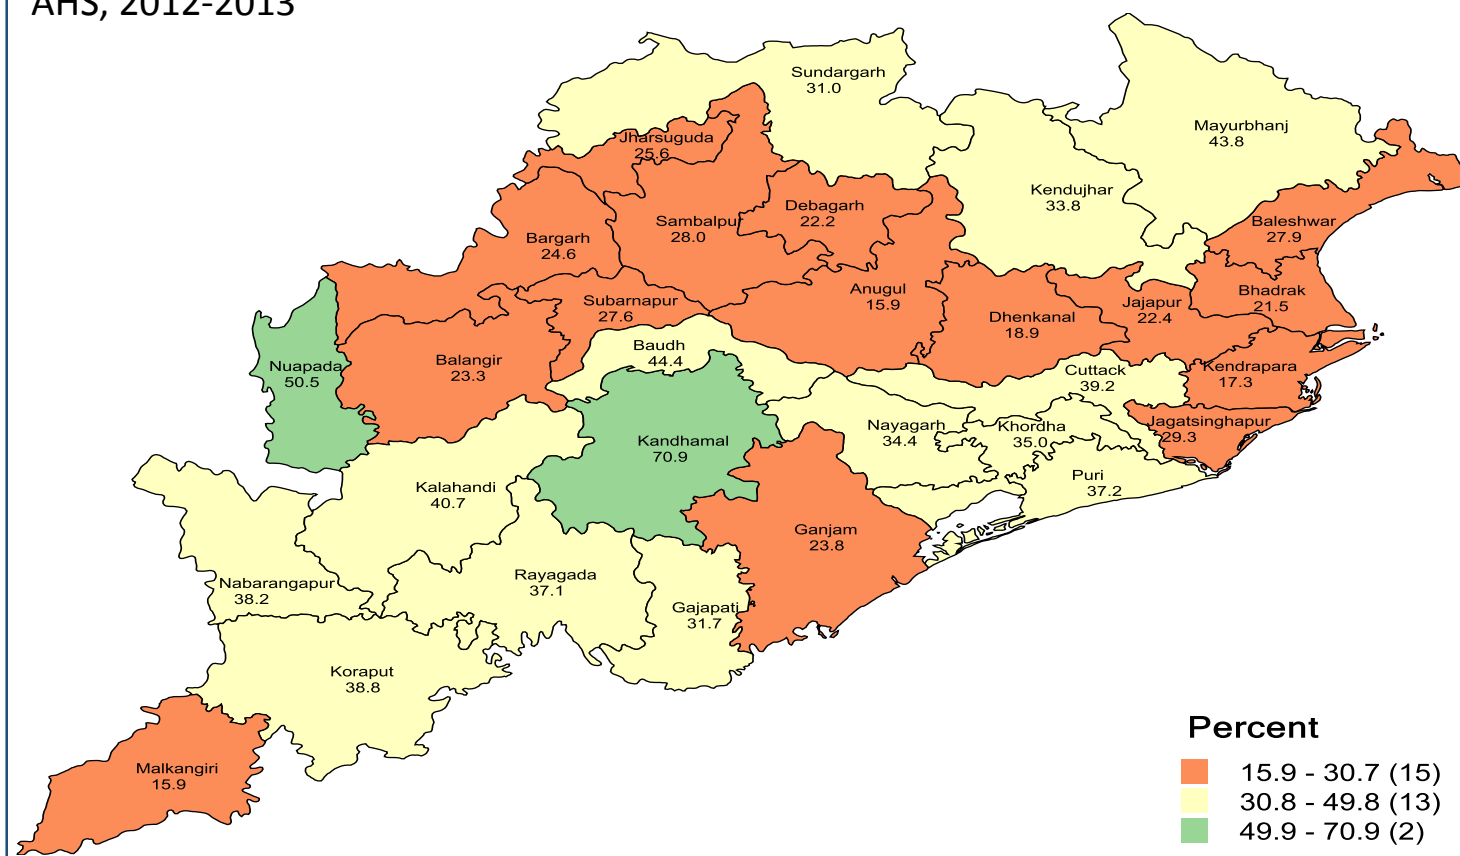 AHS, 2012-2013
Sundargarh
31.0
Jharsuguda
25.6
Mayurbhanj
43.8
Kendujhar
33.8
Debagarh
22.2
Sambalpur
28.0
Baleshwar
27.9
Bargarh
24.6
Anugul
15.9
Bhadrak
21.5
Subarnapur
27.6
Jajapur
22.4
Dhenkanal
18.9
Baudh
44.4
Balangir
23.3
Nuapada
50.5
Cuttack
39.2
Kendrapara
17.3
Jagatsinghapur
29.3
Nayagarh
34.4
Khordha
35.0
Kandhamal
70.9
Puri
37.2
Kalahandi
40.7
Ganjam
23.8
Rayagada
37.1
Nabarangapur
38.2
Gajapati
31.7
Koraput
38.8
Malkangiri
15.9
Percent
15.9 - 30.7 (15)
30.8 - 49.8 (13)
49.9 - 70.9 (2)